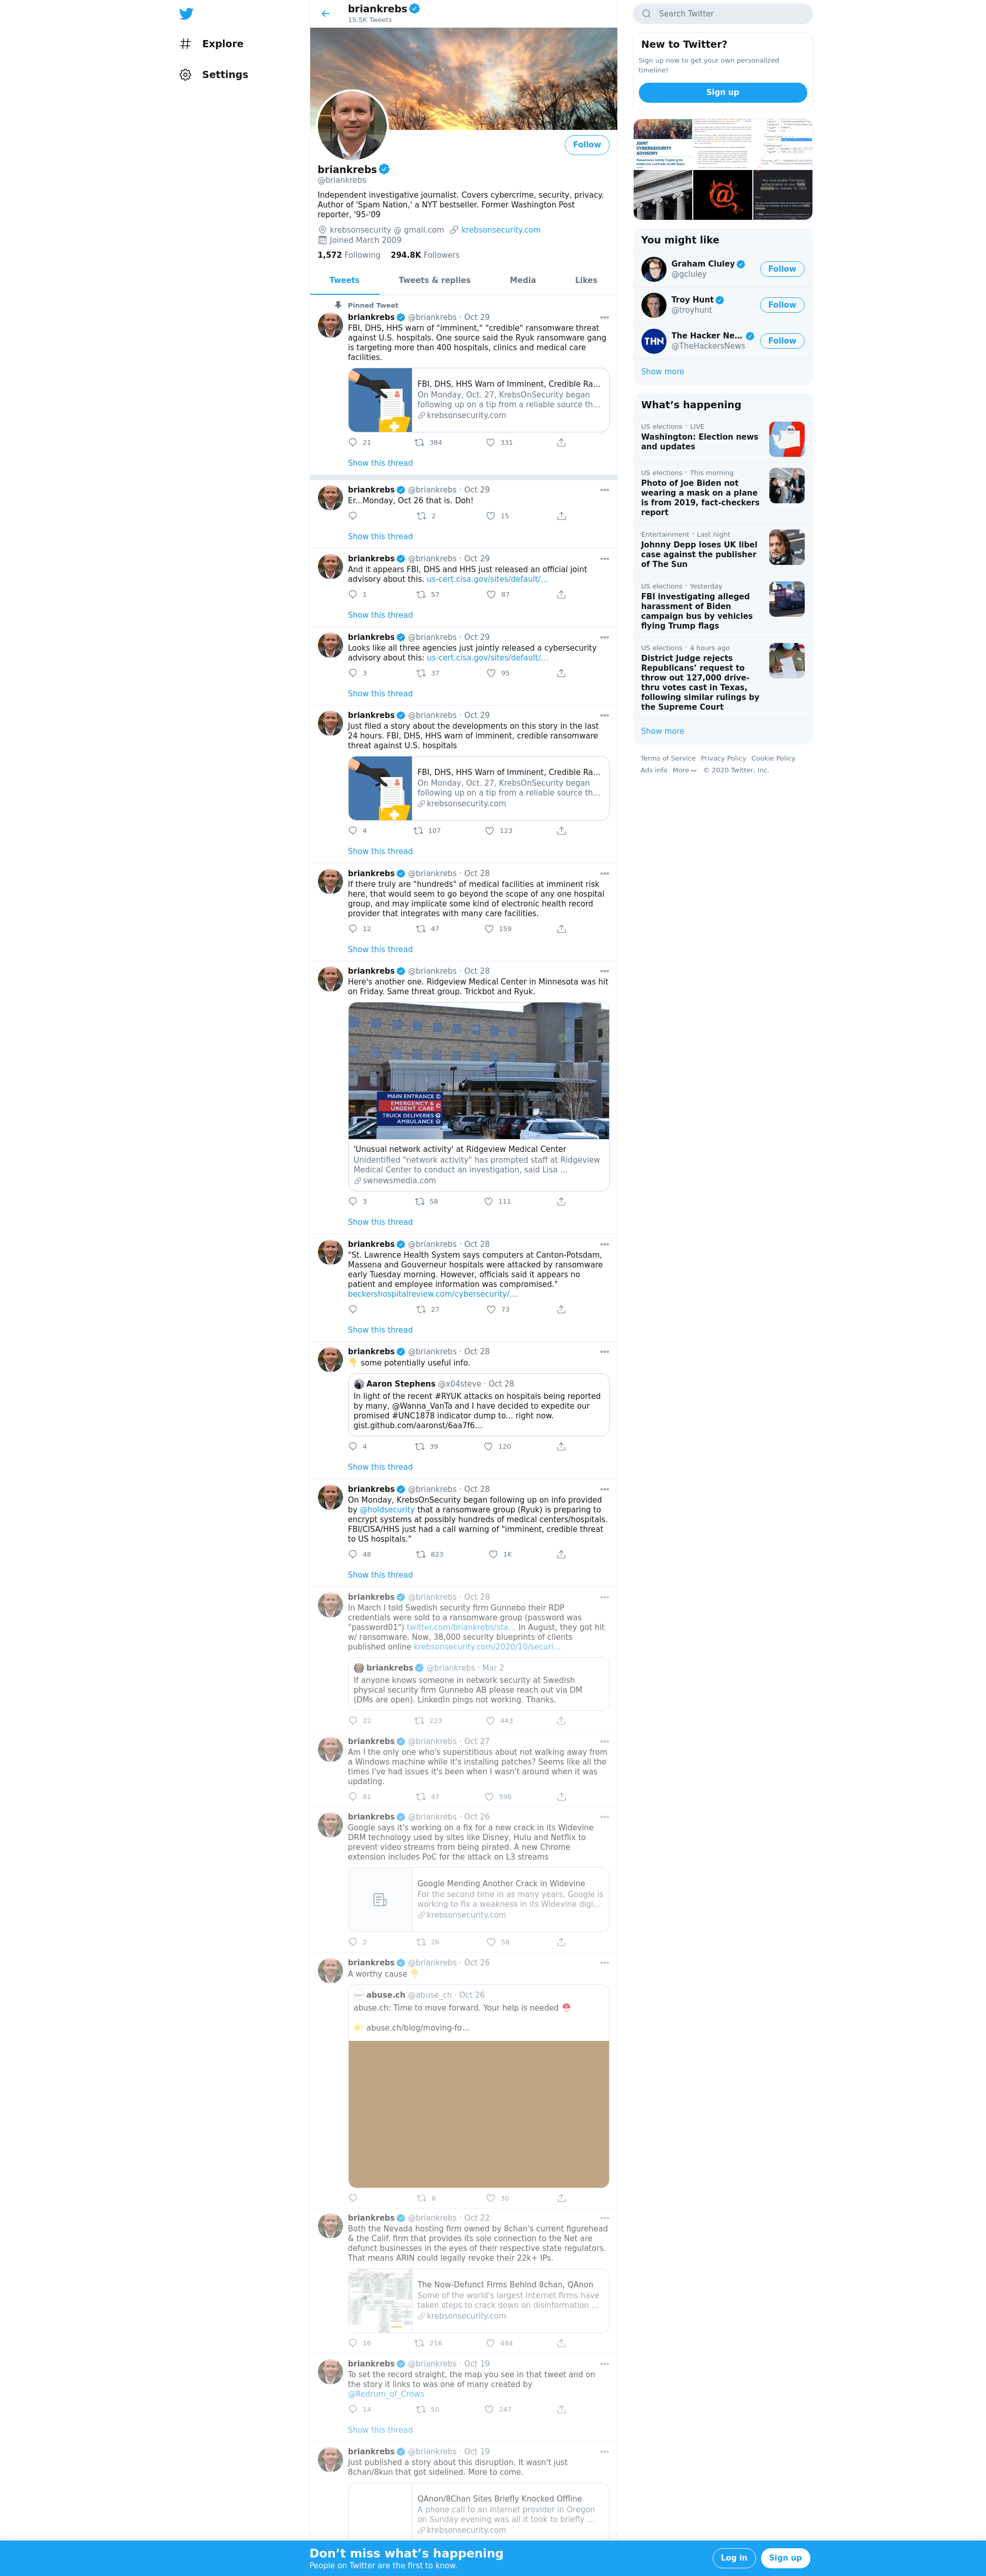 Explore
Settings
briankrebs
15.5K Tweets
Follow
briankrebs
@briankrebs
Independent investigative journalist. Covers cybercrime, security, privacy.
Author of 'Spam Nation,' a NYT bestseller. Former Washington Post
reporter, '95-'09
krebsonsecurity @ gmail.com krebsonsecurity.com
Joined March 2009
1,572 Following 294.8K Followers
Tweets Tweets & replies Media Likes
Pinned Tweet
briankrebs @briankrebs · Oct 29
FBI, DHS, HHS warn of "imminent," "credible" ransomware threat
against U.S. hospitals. One source said the Ryuk ransomware gang
is targeting more than 400 hospitals, clinics and medical care
facilities.
FBI, DHS, HHS Warn of Imminent, Credible Ra...
On Monday, Oct. 27, KrebsOnSecurity began
following up on a tip from a reliable source th...
krebsonsecurity.com
21 384 331
Show this thread
briankrebs @briankrebs · Oct 29
Er...Monday, Oct 26 that is. Doh!
2 15
Show this thread
briankrebs @briankrebs · Oct 29
And it appears FBI, DHS and HHS just released an official joint
advisory about this. us-cert.cisa.gov/sites/default/…
1 57 87
Show this thread
briankrebs @briankrebs · Oct 29
Looks like all three agencies just jointly released a cybersecurity
advisory about this: us-cert.cisa.gov/sites/default/…
3 37 95
Show this thread
briankrebs @briankrebs · Oct 29
Just filed a story about the developments on this story in the last
24 hours. FBI, DHS, HHS warn of imminent, credible ransomware
threat against U.S. hospitals
FBI, DHS, HHS Warn of Imminent, Credible Ra...
On Monday, Oct. 27, KrebsOnSecurity began
following up on a tip from a reliable source th...
krebsonsecurity.com
4 107 123
Show this thread
briankrebs @briankrebs · Oct 28
If there truly are "hundreds" of medical facilities at imminent risk
here, that would seem to go beyond the scope of any one hospital
group, and may implicate some kind of electronic health record
provider that integrates with many care facilities.
12 47 159
Show this thread
briankrebs @briankrebs · Oct 28
Here's another one. Ridgeview Medical Center in Minnesota was hit
on Friday. Same threat group. Trickbot and Ryuk.
MAIN ENTRANCE
EMERGENCY &
URGENT CARE
TRUCK DELIVERIES
AMBULANCE
'Unusual network activity' at Ridgeview Medical Center
Unidentified "network activity" has prompted staff at Ridgeview
Medical Center to conduct an investigation, said Lisa ...
swnewsmedia.com
3 58 111
Show this thread
briankrebs @briankrebs · Oct 28
"St. Lawrence Health System says computers at Canton-Potsdam,
Massena and Gouverneur hospitals were attacked by ransomware
early Tuesday morning. However, officials said it appears no
patient and employee information was compromised."
beckershospitalreview.com/cybersecurity/…
27 73
Show this thread
briankrebs @briankrebs · Oct 28
👇 some potentially useful info.
Aaron Stephens @x04steve · Oct 28
In light of the recent #RYUK attacks on hospitals being reported
by many, @Wanna_VanTa and I have decided to expedite our
promised #UNC1878 indicator dump to... right now.
gist.github.com/aaronst/6aa7f6…
4 39 120
Show this thread
briankrebs @briankrebs · Oct 28
On Monday, KrebsOnSecurity began following up on info provided
by @holdsecurity that a ransomware group (Ryuk) is preparing to
encrypt systems at possibly hundreds of medical centers/hospitals.
FBI/CISA/HHS just had a call warning of "imminent, credible threat
to US hospitals."
48 823 1K
Show this thread
briankrebs @briankrebs · Oct 28
In March I told Swedish security firm Gunnebo their RDP
credentials were sold to a ransomware group (password was
"password01") twitter.com/briankrebs/sta… In August, they got hit
w/ ransomware. Now, 38,000 security blueprints of clients
published online krebsonsecurity.com/2020/10/securi…
briankrebs @briankrebs · Mar 2
If anyone knows someone in network security at Swedish
physical security firm Gunnebo AB please reach out via DM
(DMs are open). LinkedIn pings not working. Thanks.
22 223 443
briankrebs @briankrebs · Oct 27
Am I the only one who's superstitious about not walking away from
a Windows machine while it's installing patches? Seems like all the
times I've had issues it's been when I wasn't around when it was
updating.
81 47 598
briankrebs @briankrebs · Oct 26
Google says it's working on a fix for a new crack in its Widevine
DRM technology used by sites like Disney, Hulu and Netflix to
prevent video streams from being pirated. A new Chrome
extension includes PoC for the attack on L3 streams
Google Mending Another Crack in Widevine
For the second time in as many years, Google is
working to fix a weakness in its Widevine digi...
krebsonsecurity.com
2 26 58
briankrebs @briankrebs · Oct 26
A worthy cause 👇
abuse.ch @abuse_ch · Oct 26
abuse.ch: Time to move forward. Your help is needed ⛑
👉 abuse.ch/blog/moving-fo…
8 30
briankrebs @briankrebs · Oct 22
Both the Nevada hosting firm owned by 8chan's current figurehead
& the Calif. firm that provides its sole connection to the Net are
defunct businesses in the eyes of their respective state regulators.
That means ARIN could legally revoke their 22k+ IPs.
The Now-Defunct Firms Behind 8chan, QAnon
Some of the world's largest Internet firms have
taken steps to crack down on disinformation ...
krebsonsecurity.com
16 216 484
briankrebs @briankrebs · Oct 19
To set the record straight, the map you see in that tweet and on
the story it links to was one of many created by
@Redrum_of_Crows
14 50 247
Show this thread
briankrebs @briankrebs · Oct 19
Just published a story about this disruption. It wasn't just
8chan/8kun that got sidelined. More to come.
QAnon/8Chan Sites Briefly Knocked Offline
A phone call to an Internet provider in Oregon
on Sunday evening was all it took to briefly ...
krebsonsecurity.com
Search Twitter
New to Twitter?
Sign up now to get your own personalized
timeline!
Sign up
JOINT
CYBERSECURITY
ADVISORY
You might like
Graham Cluley
@gcluley
Follow
Troy Hunt
@troyhunt
Follow
THN
The Hacker Ne...
@TheHackersNews
Follow
Show more
What's happening
US elections · LIVE
Washington: Election news
and updates
US elections · This morning
Photo of Joe Biden not
wearing a mask on a plane
is from 2019, fact-checkers
report
Entertainment · Last night
Johnny Depp loses UK libel
case against the publisher
of The Sun
US elections · Yesterday
FBI investigating alleged
harassment of Biden
campaign bus by vehicles
flying Trump flags
US elections · 4 hours ago
District Judge rejects
Republicans' request to
throw out 127,000 drive-
thru votes cast in Texas,
following similar rulings by
the Supreme Court
Show more
Terms of Service Privacy Policy Cookie Policy
Ads info More © 2020 Twitter, Inc.
Don't miss what's happening
People on Twitter are the first to know.
Log in Sign up